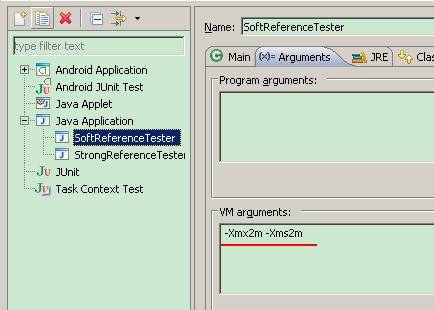 type filter text
Android Application
Android JUnit Test
Java Applet
Java Application
SoftReferenceTester
StrongReferenceTester
JUnit
Task Context Test
Name: SoftReferenceTester
Main
Arguments
JRE
Clas
Program arguments:
VM arguments:
-Xmx2m -Xms2m